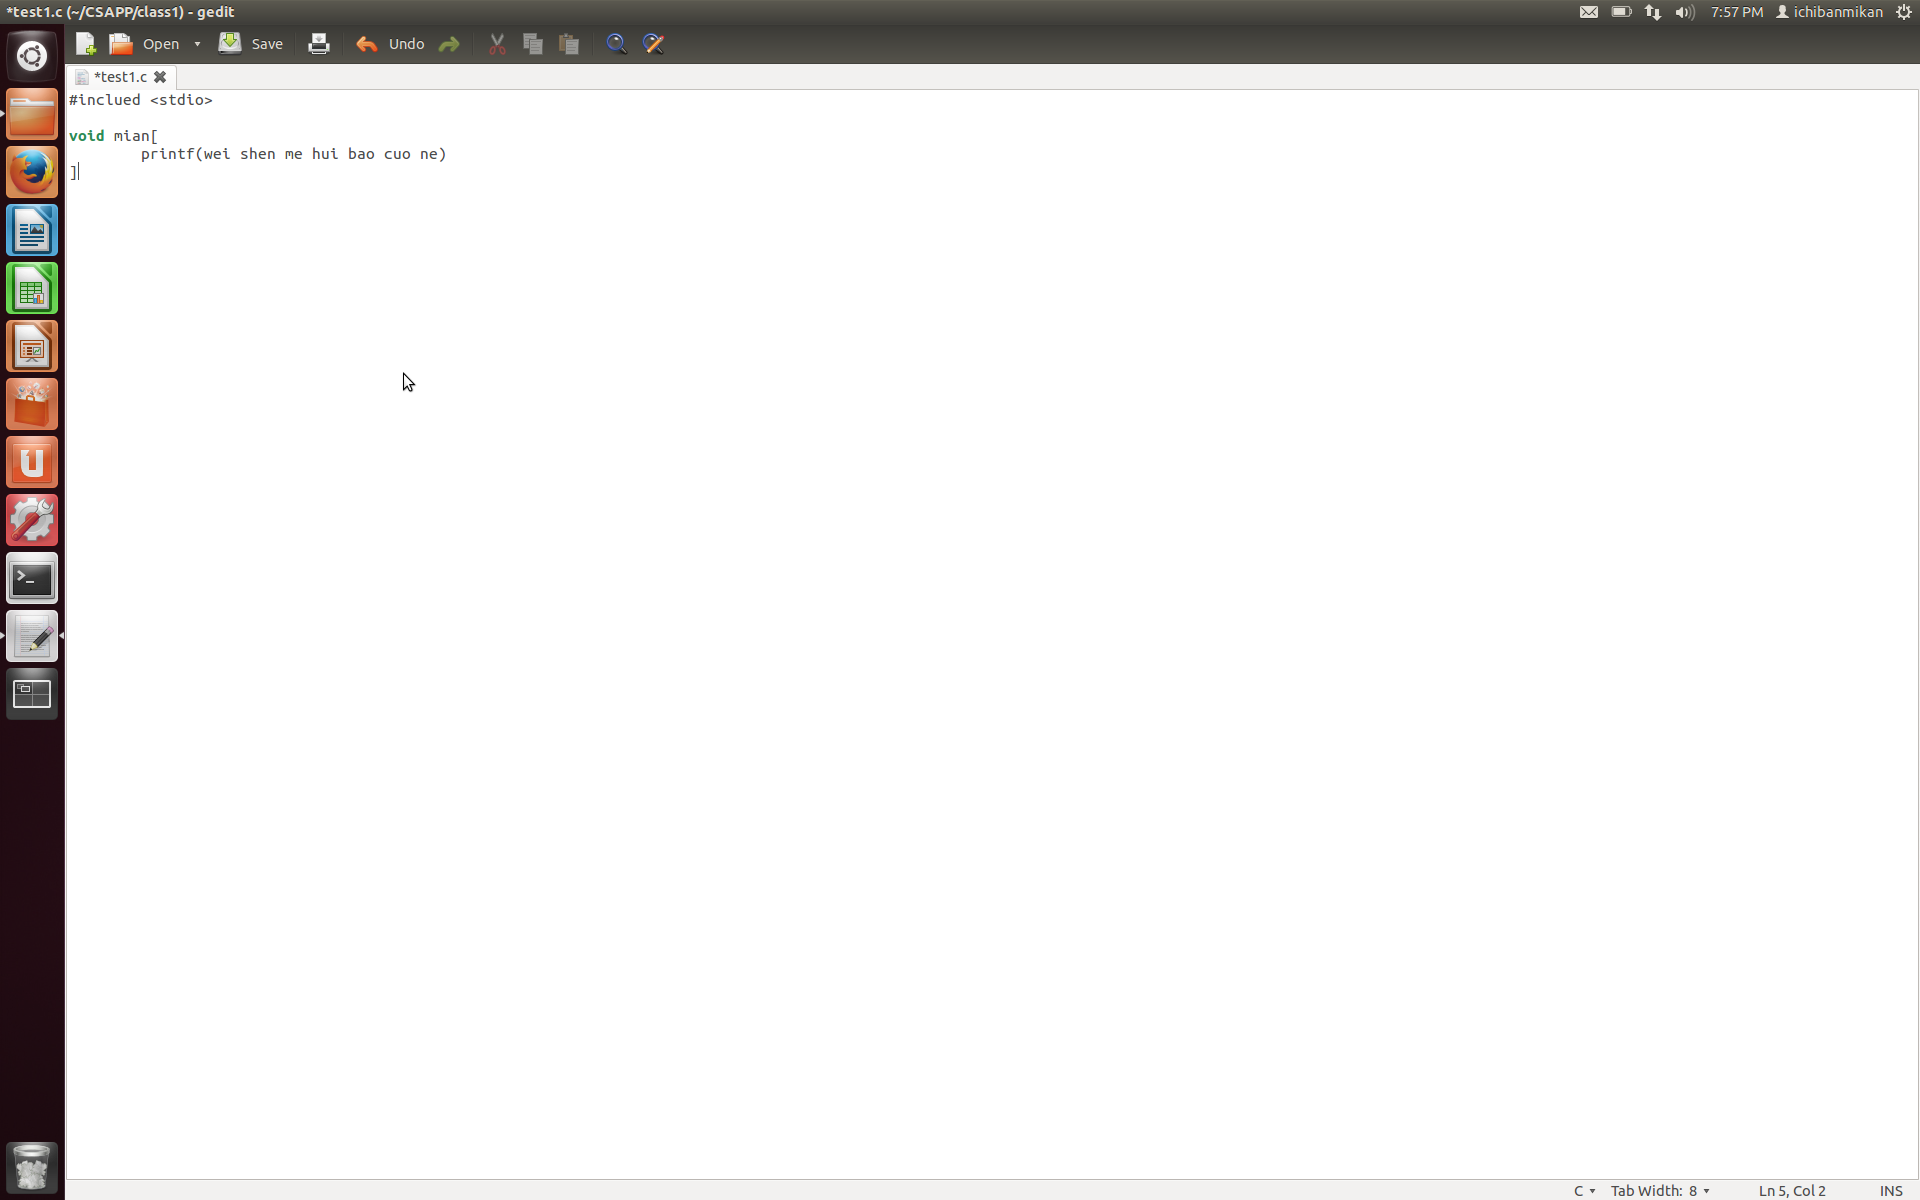 *test1.c (~/CSAPP/class1) - gedit
7:57 PM ichibanmikan
Open Save Undo
*test1.c
#inclued <stdio>
void mian[
printf(wei shen me hui bao cuo ne)
]
C Tab Width: 8 Ln 5, Col 2 INS